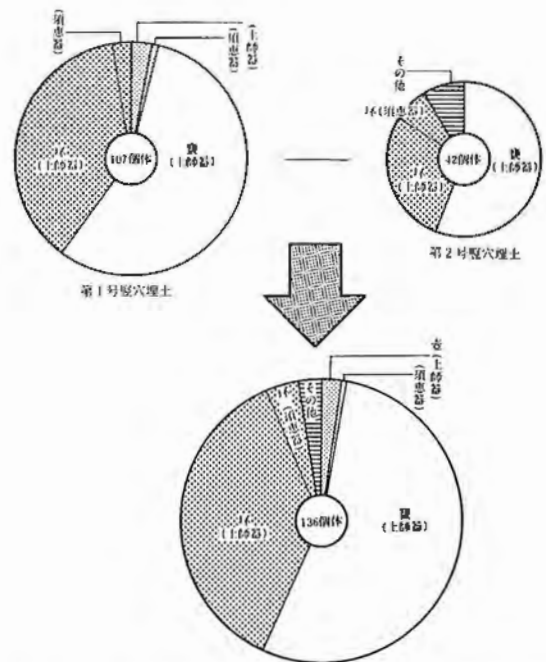 (須恵器)
(須恵器)
(土師器)
坏
(土師器)
107個体
甕
(土師器)
第1号竪穴埋土
その他
坏(須恵器)
坏
(土師器)
42個体
甕
(土師器)
第2号竪穴埋土
壺
(土師器)
(須恵器)
坏
(須恵器)
その他
坏
(土師器)
136個体
甕
(土師器)